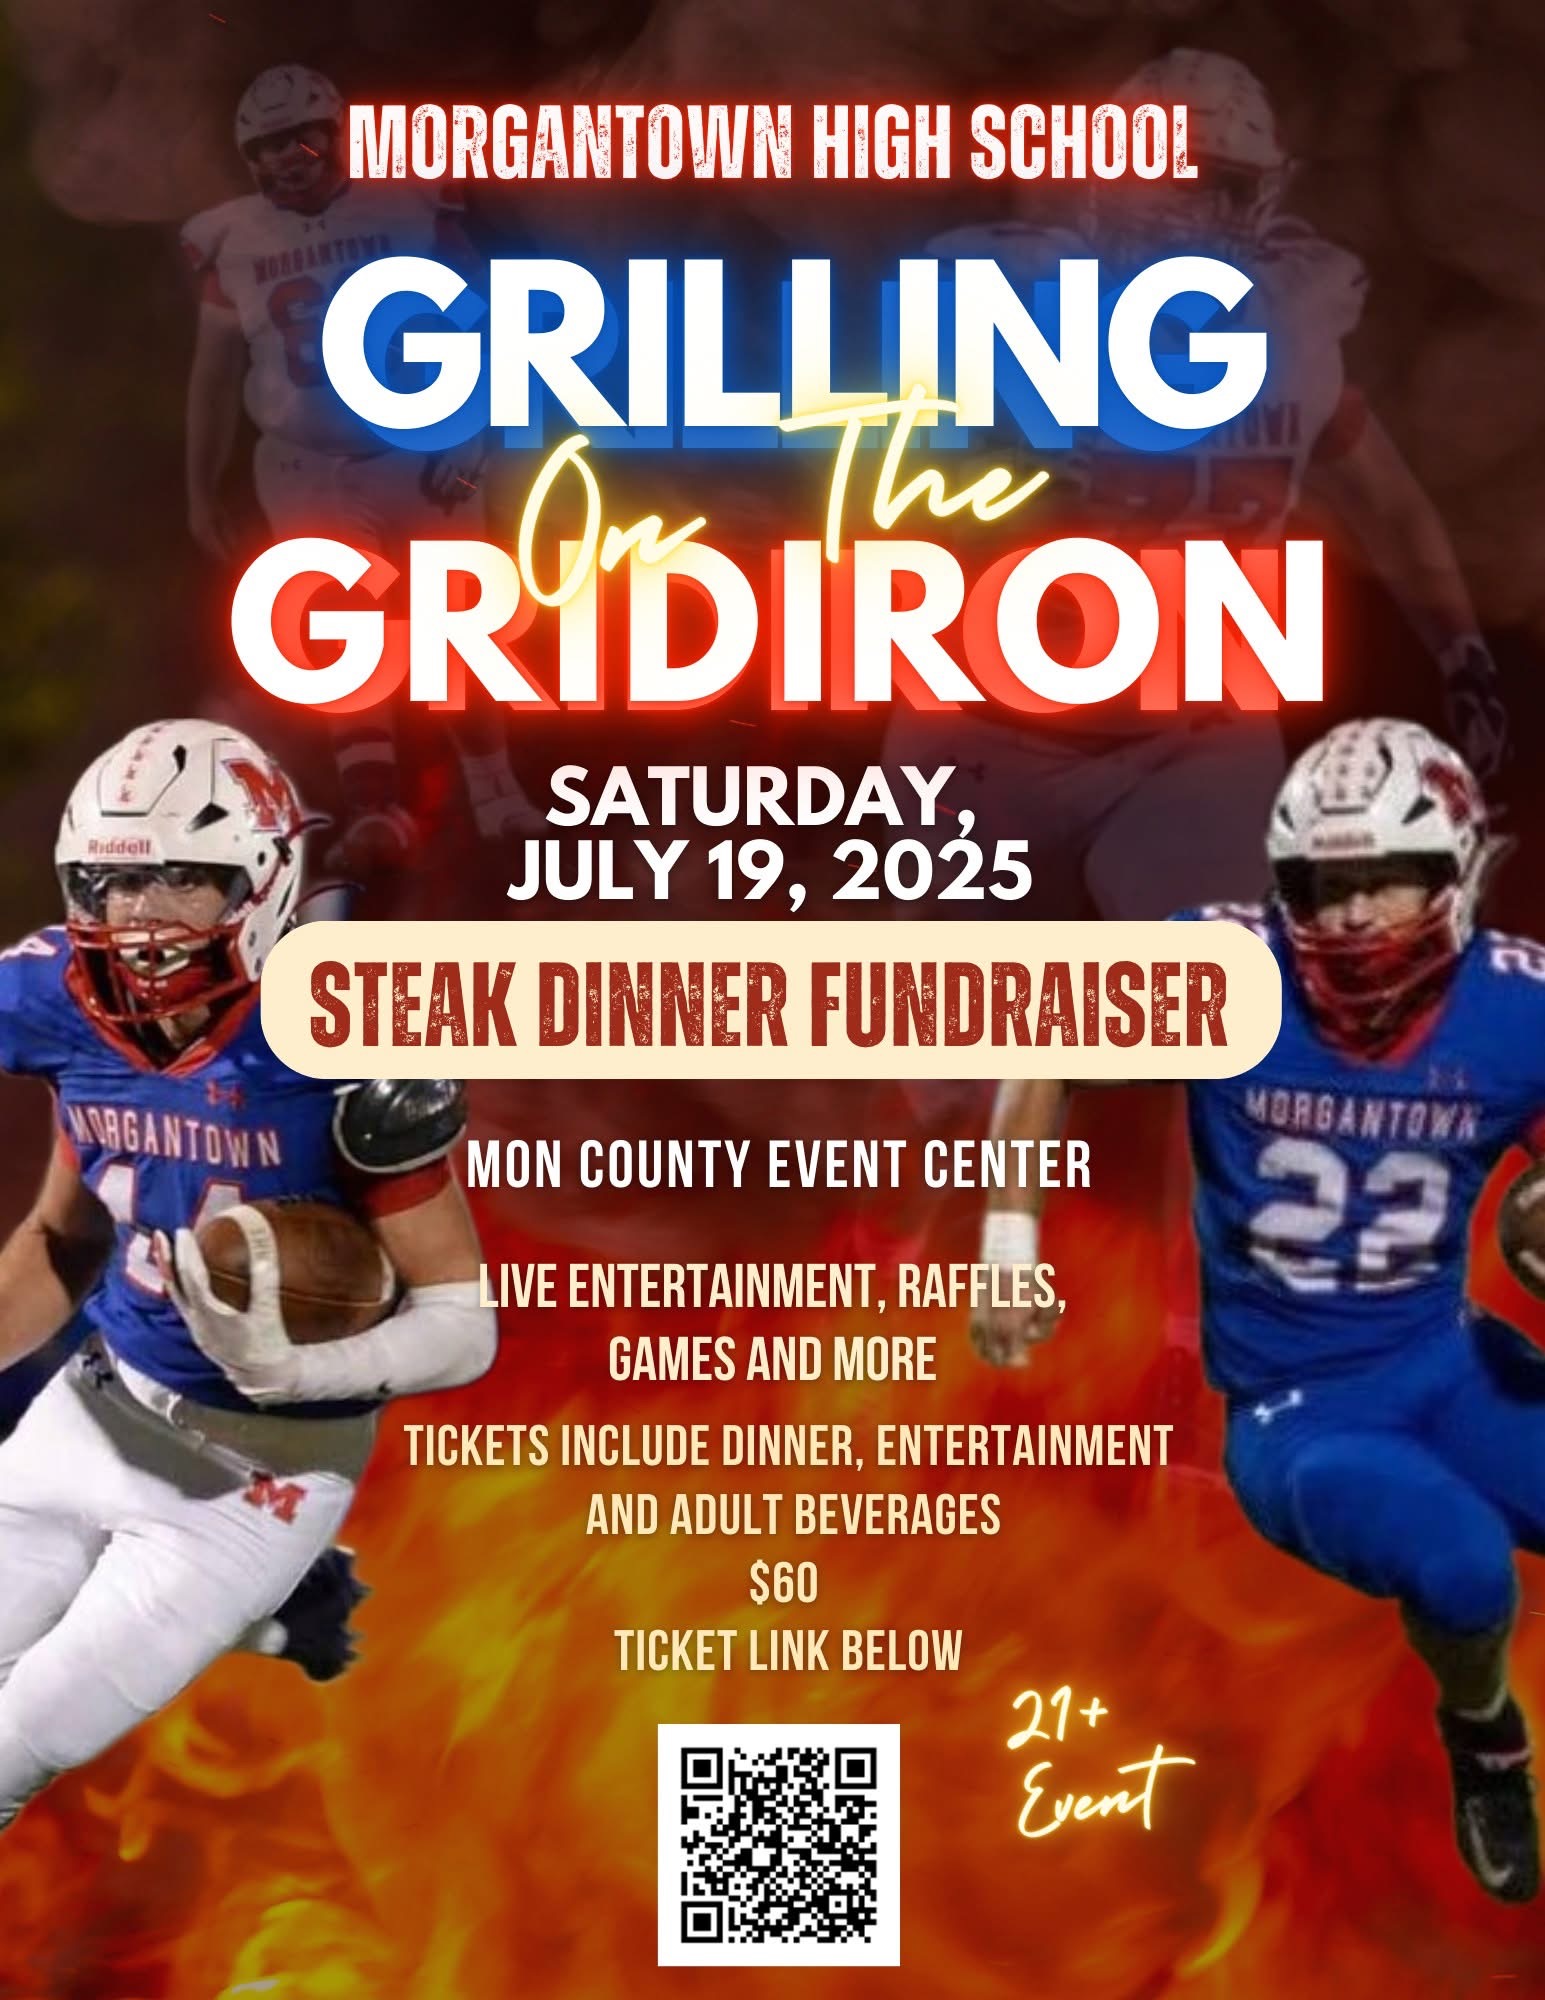 MORGANTOWN HIGH SCHOOL
GRILLING
On The
GRIDIRON
SATURDAY,
JULY 19, 2025
STEAK DINNER FUNDRAISER
MON COUNTY EVENT CENTER
LIVE ENTERTAINMENT, RAFFLES,
GAMES AND MORE
TICKETS INCLUDE DINNER, ENTERTAINMENT
AND ADULT BEVERAGES
$60
TICKET LINK BELOW
21+
Event
Riddell
M
MORGANTOWN
14
M
Riddell
MORGANTOWN
22
MORGANTOWN